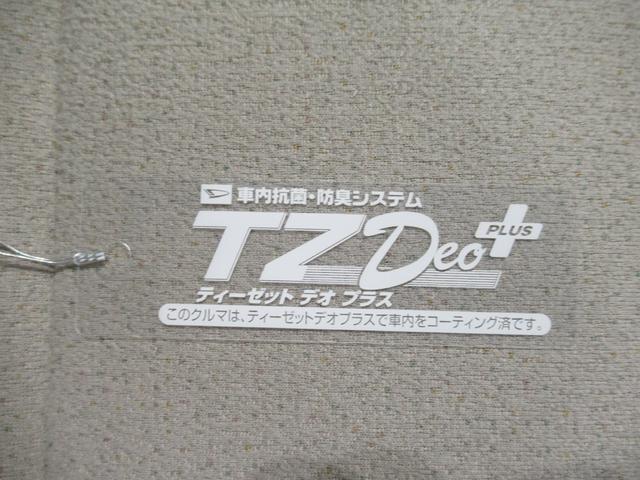 車内抗菌・防臭システム
TZDeo PLUS
ティーゼット デオ プラス
このクルマは、ティーゼットデオプラスで車内をコーティング済です。